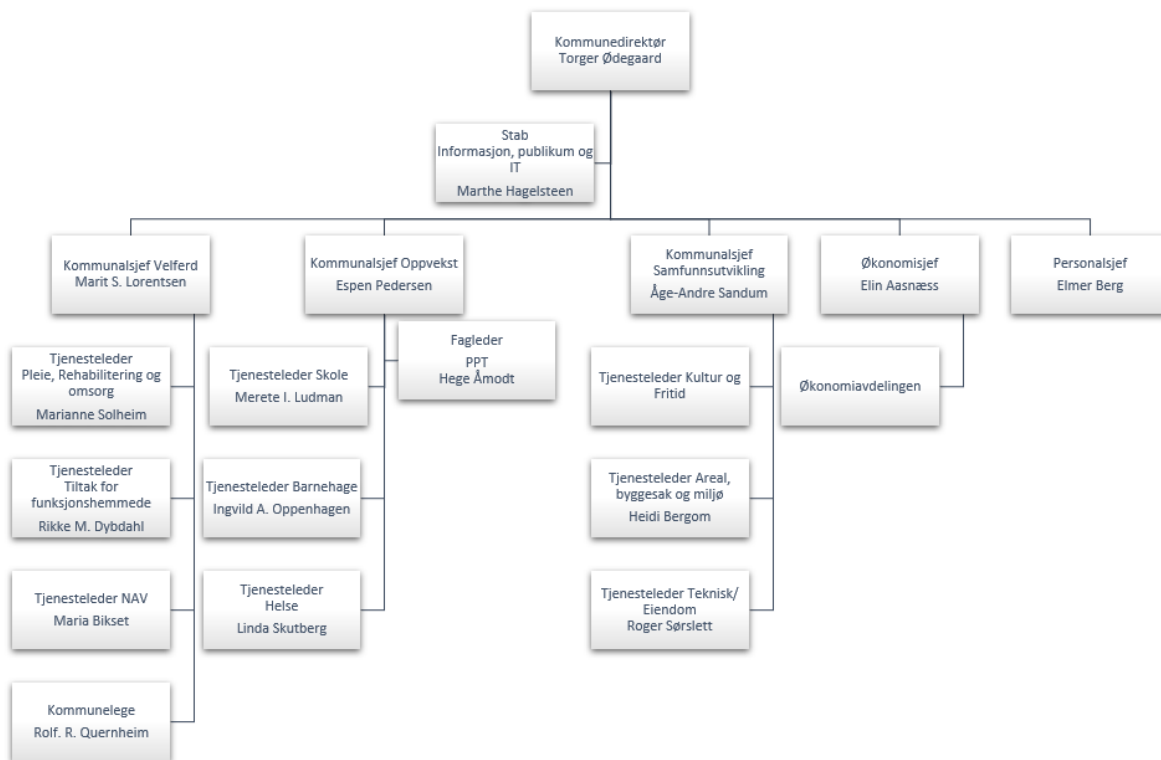 Kommunedirektør
Torger Ødegaard
Stab
Informasjon, publikum og
IT
Marthe Hagelsteen
Kommunalsjef Velferd
Marit S. Lorentsen
Kommunalsjef Oppvekst
Espen Pedersen
Kommunalsjef
Samfunnsutvikling
Åge-Andre Sandum
Økonomisjef
Elin Aasnæss
Personalsjef
Elmer Berg
Tjenesteleder
Pleie, Rehabilitering og
omsorg
Marianne Solheim
Tjenesteleder
Tiltak for
funksjonshemmede
Rikke M. Dybdahl
Tjenesteleder NAV
Maria Bikset
Kommunelege
Rolf. R. Quernheim
Tjenesteleder Skole
Merete I. Ludman
Fagleder
PPT
Hege Åmodt
Tjenesteleder Barnehage
Ingvild A. Oppenhagen
Tjenesteleder
Helse
Linda Skutberg
Tjenesteleder Kultur og
Fritid
Tjenesteleder Areal,
byggesak og miljø
Heidi Bergom
Tjenesteleder Teknisk/
Eiendom
Roger Sørslett
Økonomiavdelingen